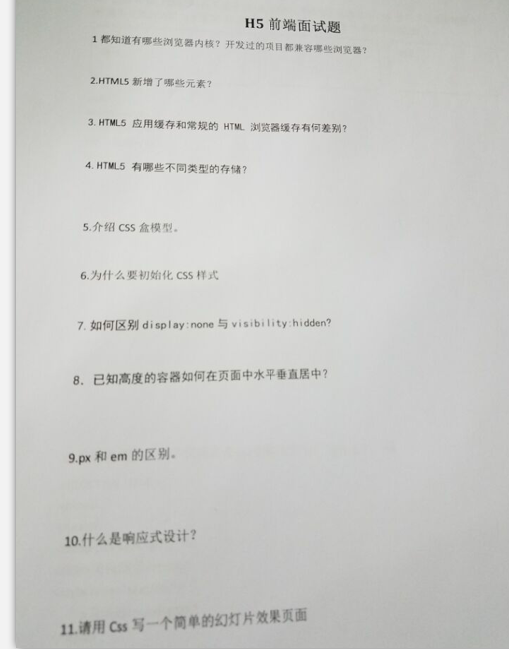 H5 前端面试题
1 都知道有哪些浏览器内核？开发过的项目都兼容哪些浏览器？
2.HTML5 新增了哪些元素？
3. HTML5 应用缓存和常规的 HTML 浏览器缓存有何差别？
4. HTML5 有哪些不同类型的存储？
5.介绍 CSS 盒模型。
6.为什么要初始化 CSS 样式
7. 如何区别 display:none 与 visibility:hidden?
8．已知高度的容器如何在页面中水平垂直居中？
9.px 和 em 的区别。
10.什么是响应式设计？
11.请用 Css 写一个简单的幻灯片效果页面